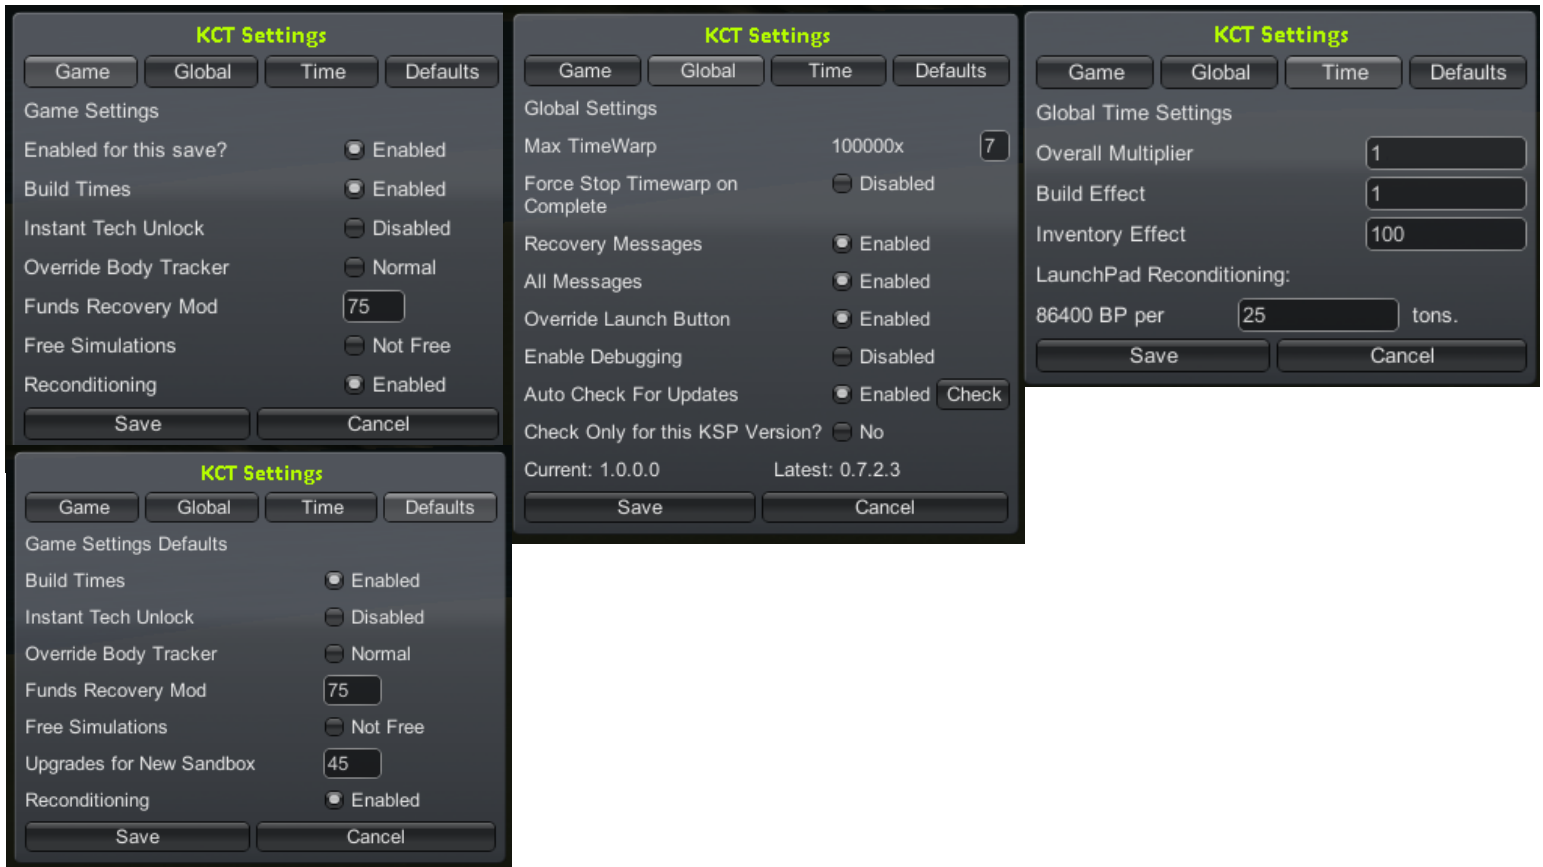 KCT Settings
Game Global Time Defaults
Game Settings
Enabled for this save? Enabled
Build Times Enabled
Instant Tech Unlock Disabled
Override Body Tracker Normal
Funds Recovery Mod 75
Free Simulations Not Free
Reconditioning Enabled
Save Cancel
KCT Settings
Game Global Time Defaults
Game Settings Defaults
Build Times Enabled
Instant Tech Unlock Disabled
Override Body Tracker Normal
Funds Recovery Mod 75
Free Simulations Not Free
Upgrades for New Sandbox 45
Reconditioning Enabled
Save Cancel
KCT Settings
Game Global Time Defaults
Global Settings
Max TimeWarp 100000x 7
Force Stop Timewarp on Disabled
Complete
Recovery Messages Enabled
All Messages Enabled
Override Launch Button Enabled
Enable Debugging Disabled
Auto Check For Updates Enabled Check
Check Only for this KSP Version? No
Current: 1.0.0.0 Latest: 0.7.2.3
Save Cancel
KCT Settings
Game Global Time Defaults
Global Time Settings
Overall Multiplier 1
Build Effect 1
Inventory Effect 100
LaunchPad Reconditioning:
86400 BP per 25 tons.
Save Cancel